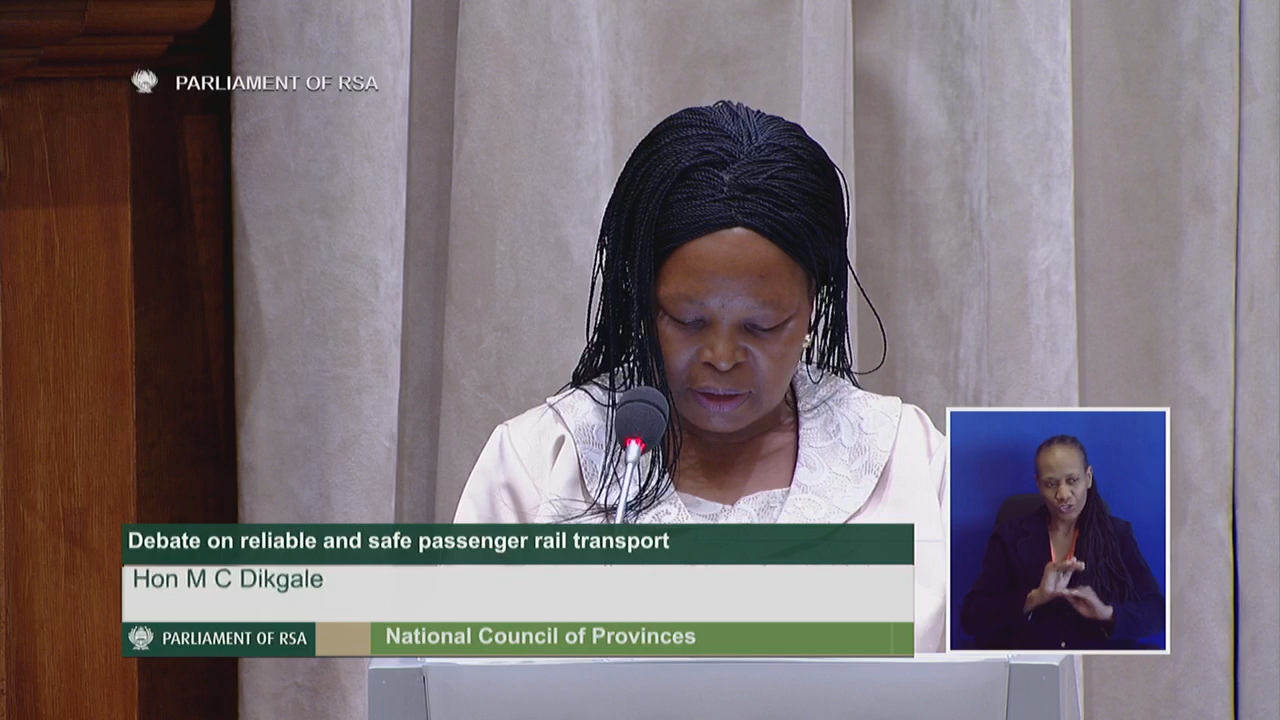 PARLIAMENT OF RSA
Debate on reliable and safe passenger rail transport
Hon M C Dikgale
PARLIAMENT OF RSA
National Council of Provinces